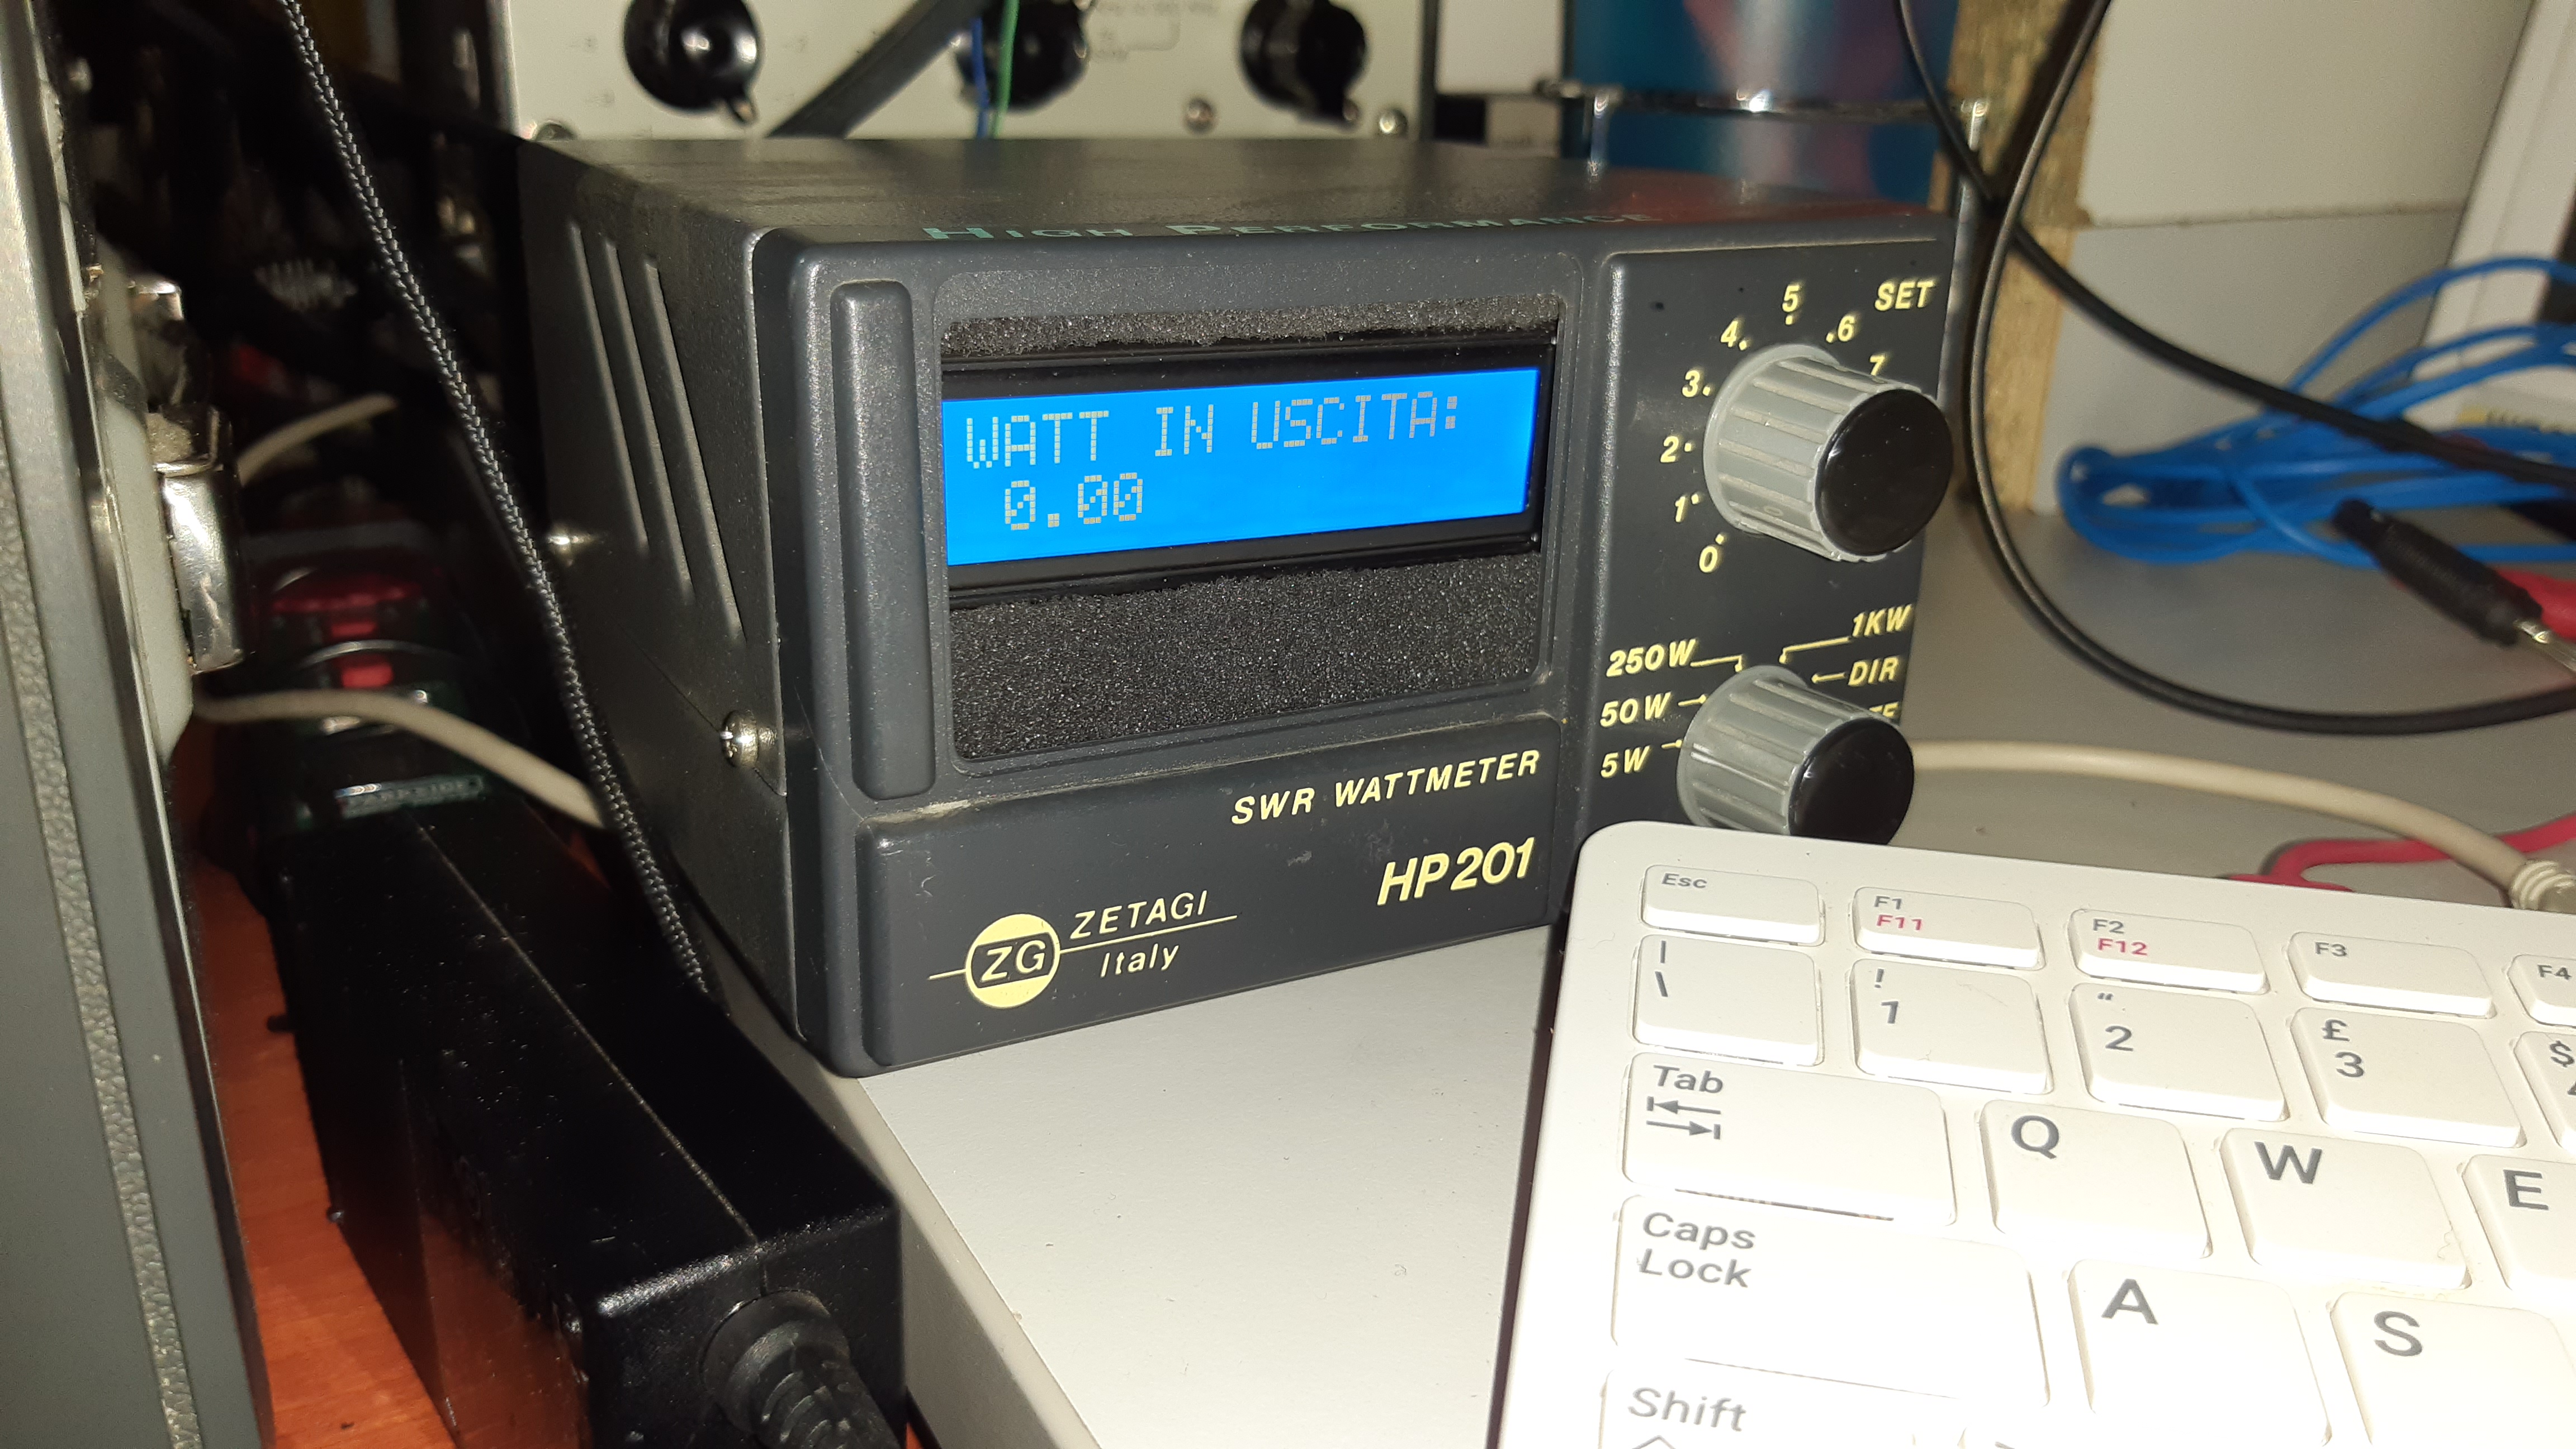 HIGH PERFORMANCE
WATT IN USCITA:
0.00
SET
0
1
2
3
4
5
6
7
250W
50W
5W
1KW
DIR
SWR WATTMETER
HP201
ZG
ZETAGI
Italy
Esc
F1
F11
F2
F12
F3
F4
|
\
!
1
"
2
£
3
$
Tab
Q
W
E
Caps
Lock
A
S
Shift